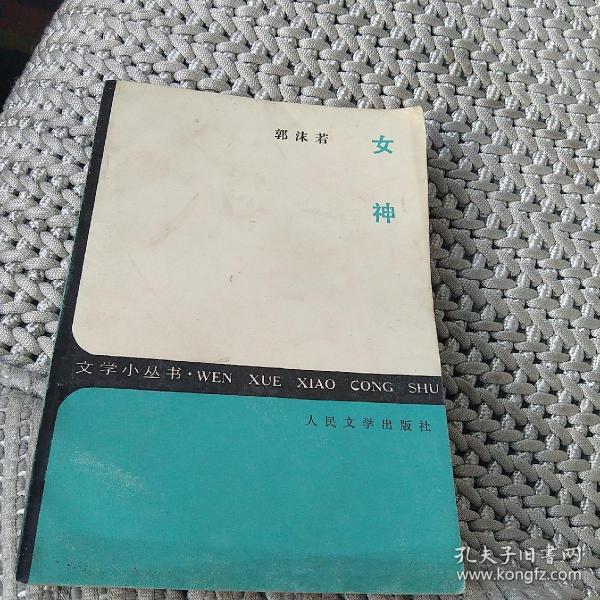 郭沫若
女神
文学小丛书·WEN XUE XIAO CONG SHU
人民文学出版社
孔夫子旧书网
www.kongfz.com